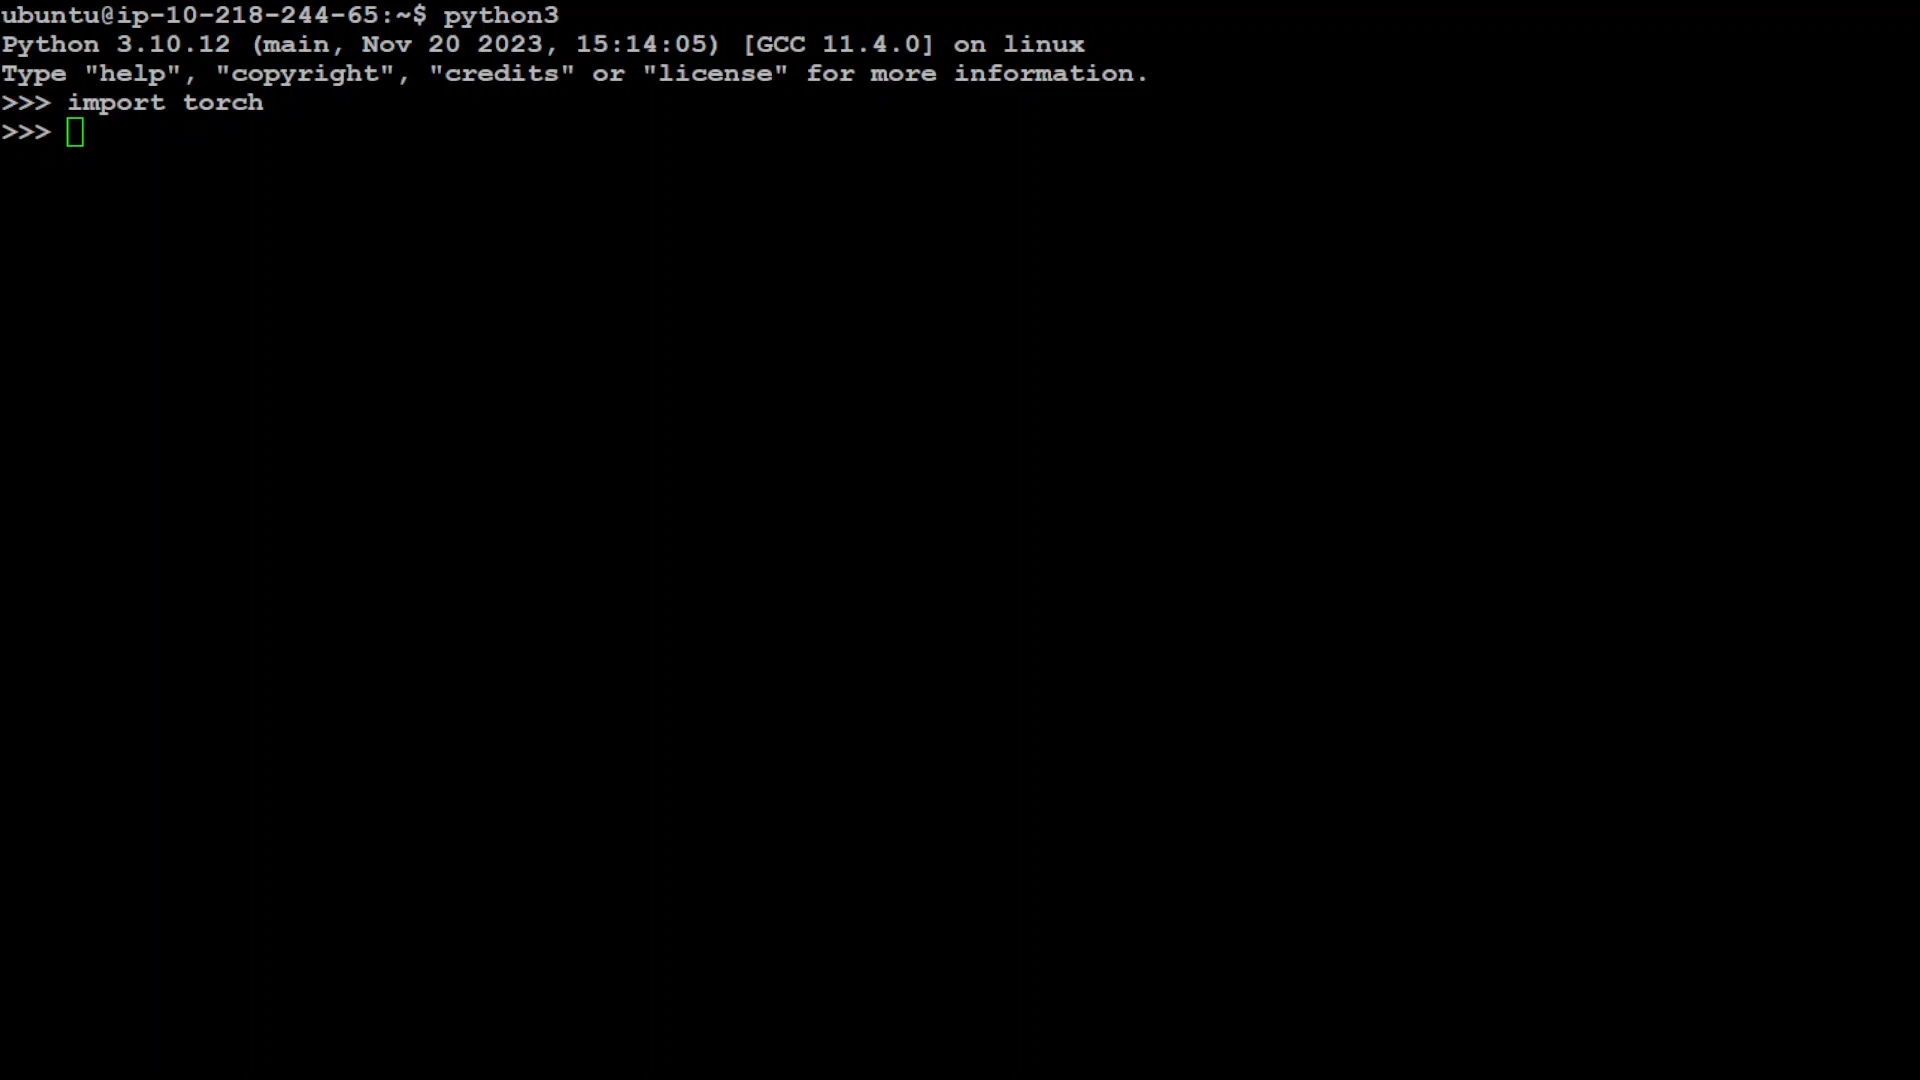 ubuntu@ip-10-218-244-65:~$ python3
Python 3.10.12 (main, Nov 20 2023, 15:14:05) [GCC 11.4.0] on linux
Type "help", "copyright", "credits" or "license" for more information.
>>> import torch
>>>